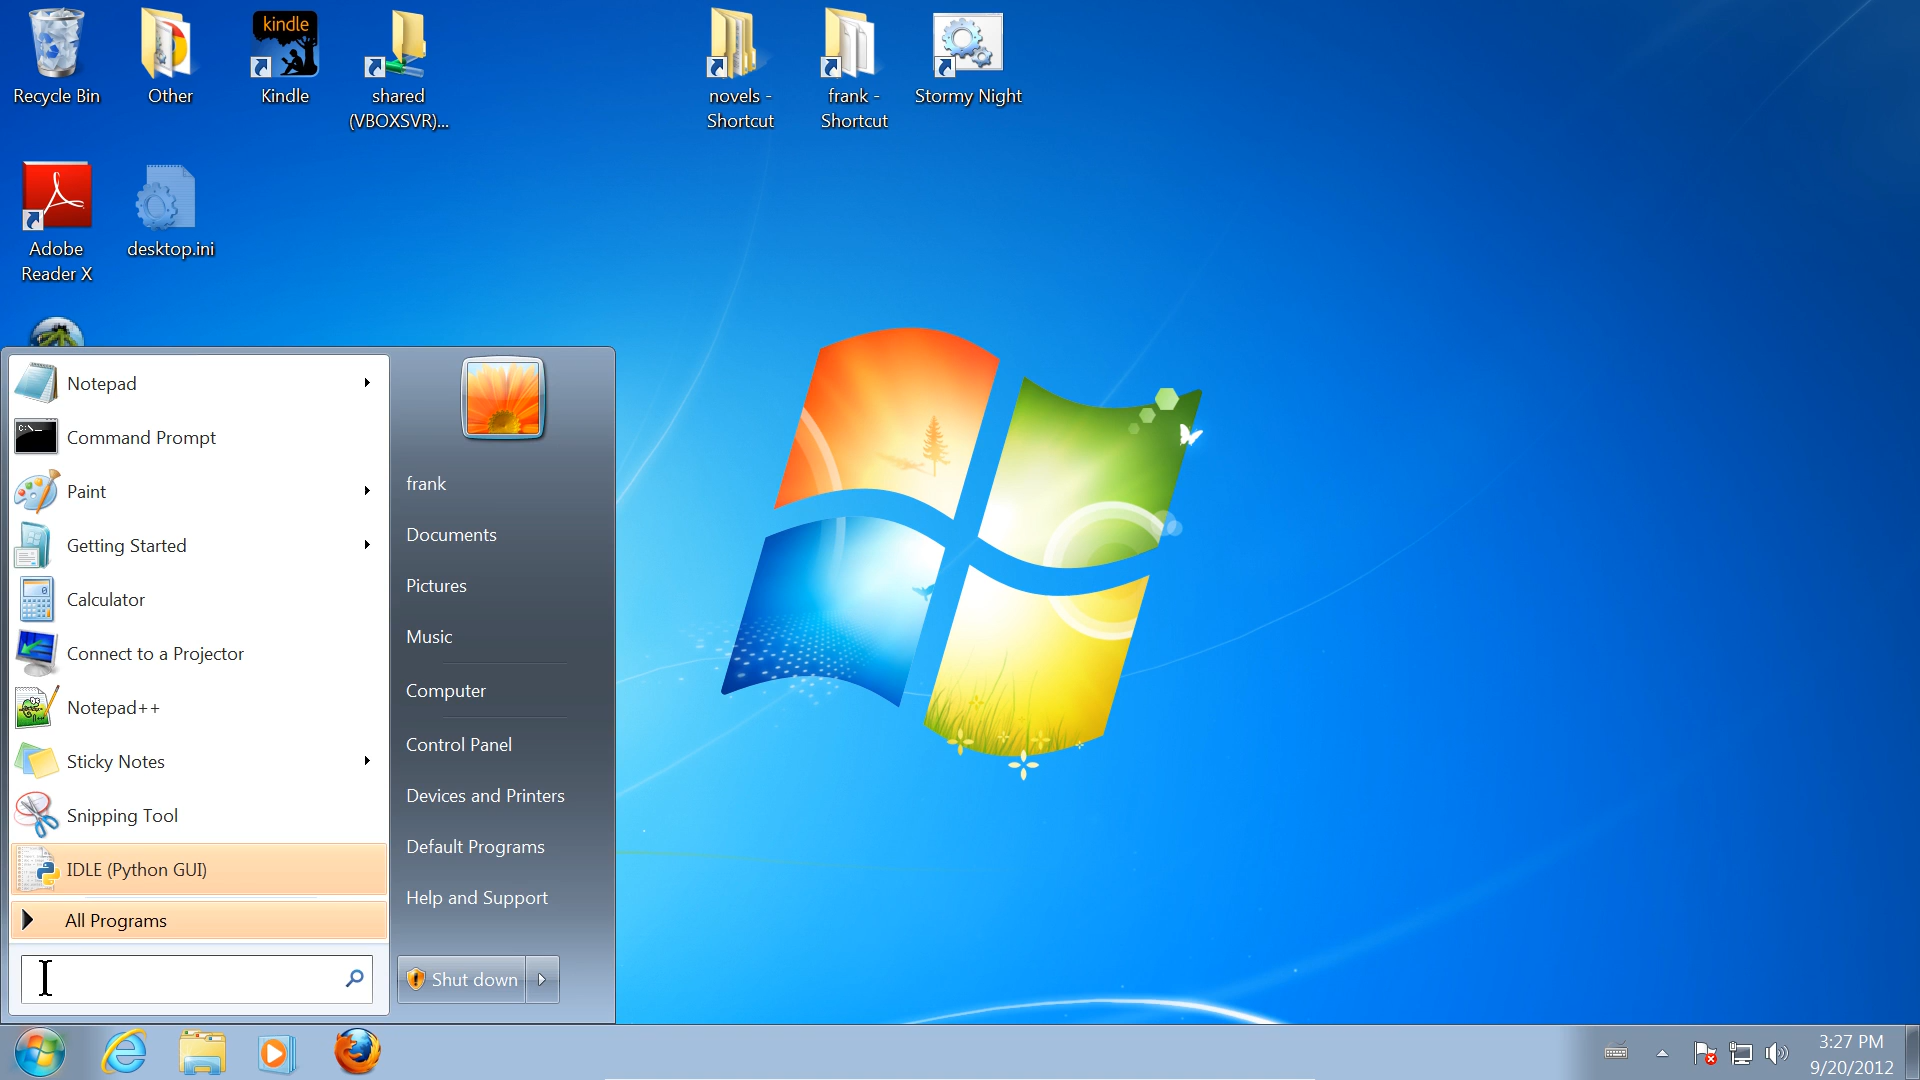 Recycle Bin
Other
kindle
Kindle
shared
(VBOXSVR)...
novels -
Shortcut
frank -
Shortcut
Stormy Night
Adobe
Reader X
desktop.ini
Notepad
C:\_
Command Prompt
Paint
Getting Started
Calculator
Connect to a Projector
Notepad++
Sticky Notes
Snipping Tool
IDLE (Python GUI)
All Programs
frank
Documents
Pictures
Music
Computer
Control Panel
Devices and Printers
Default Programs
Help and Support
Shut down
3:27 PM
9/20/2012